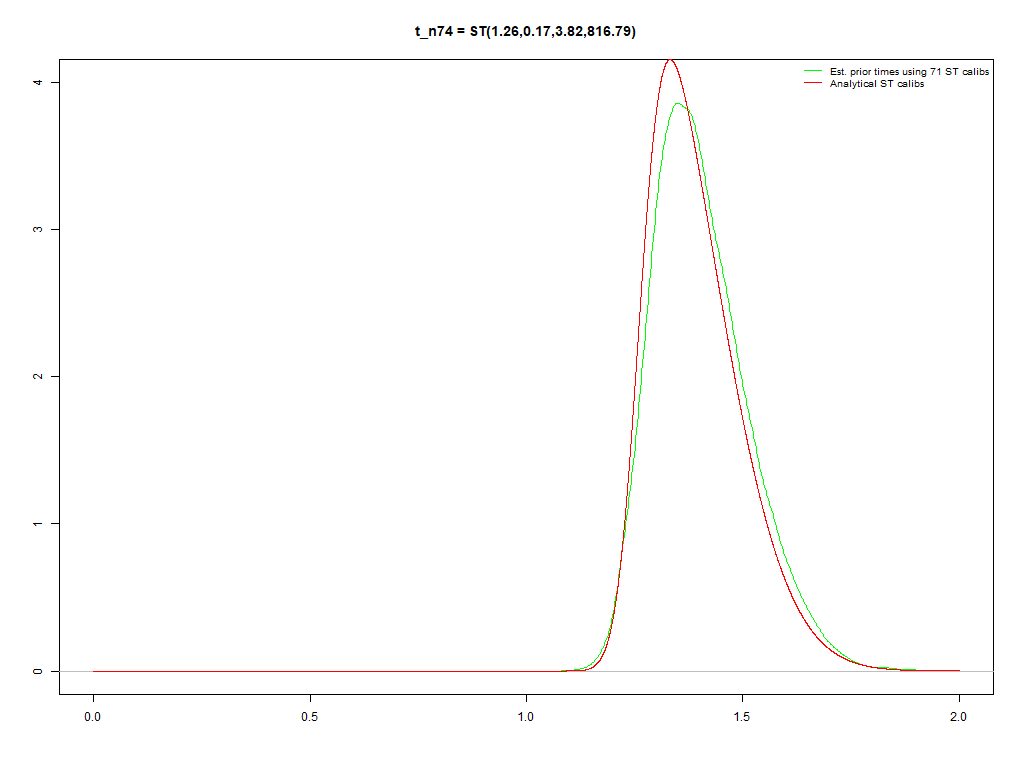 t_n74 = ST(1.26,0.17,3.82,816.79)
Est. prior times using 71 ST calibs
Analytical ST calibs
4
3
2
1
0
0.0 0.5 1.0 1.5 2.0